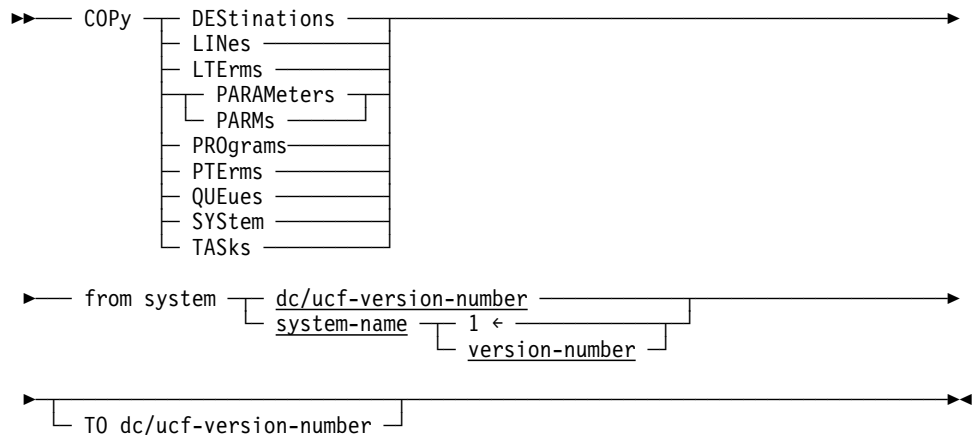 COPy DEStinations
LINes
LTErms
PARAMeters
PARMs
PROgrams
PTErms
QUEues
SYStem
TASks
from system dc/ucf-version-number
system-name 1 ←
version-number
TO dc/ucf-version-number